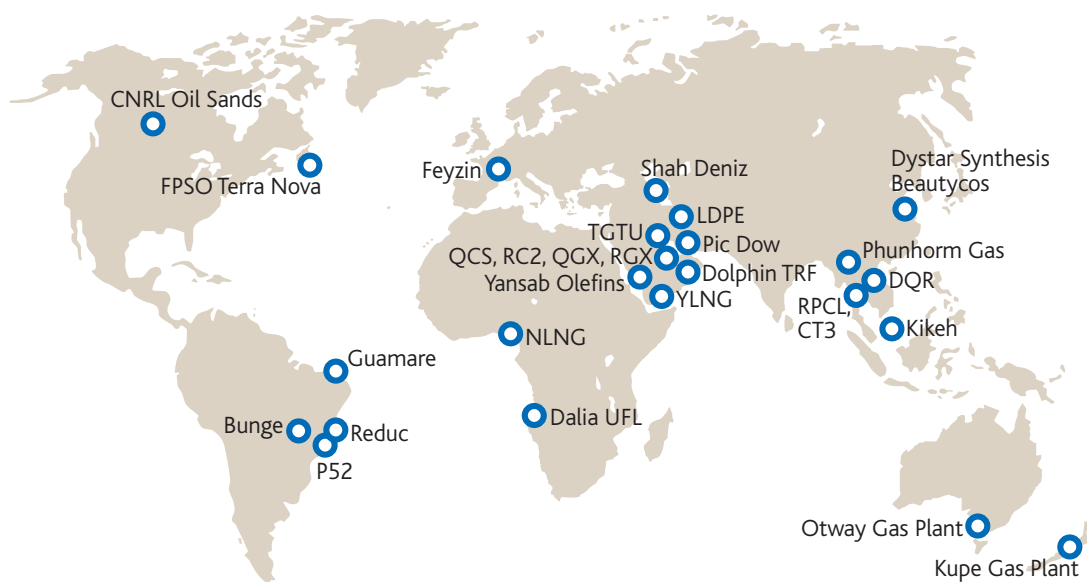 CNRL Oil Sands
FPSO Terra Nova
Feyzin
Shah Deniz
Dystar Synthesis
Beautycos
LDPE
TGTU
Pic Dow
QCS, RC2, QGX, RGX
Phunhorm Gas
Yansab Olefins
Dolphin TRF
DQR
YLNG
RPCL,
CT3
NLNG
Kikeh
Guamare
Dalia UFL
Bunge
Reduc
P52
Otway Gas Plant
Kupe Gas Plant